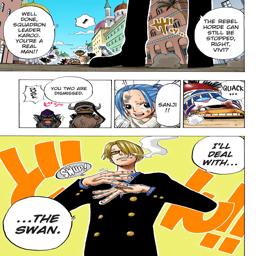 WELL
DONE,
SQUADRON
LEADER
KAROO.
YOU'RE A
REAL
MAN!!
THE REBEL
HORDE CAN
STILL BE
STOPPED,
RIGHT,
VIVI?
YOU TWO ARE
DISMISSED.
SANJI
!!
QUACK
...
I'LL
DEAL
WITH...
...THE
SWAN.